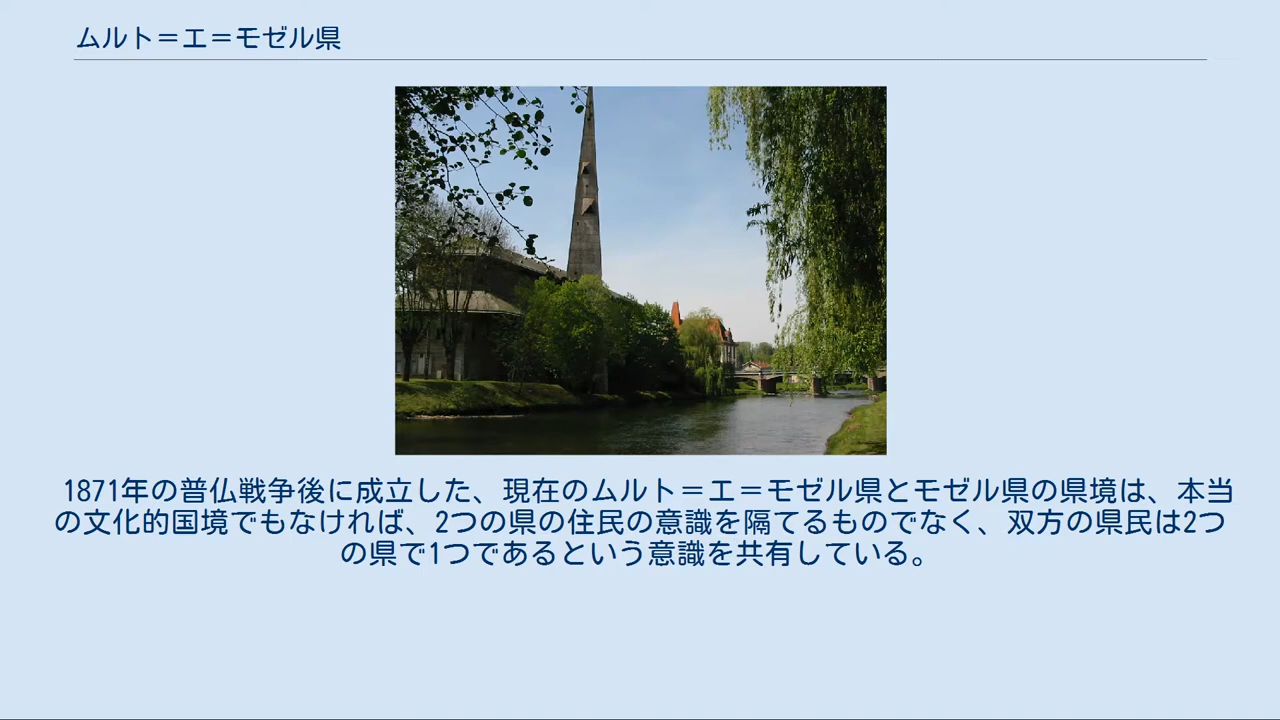 ムルト＝エ＝モゼル県
1871年の普仏戦争後に成立した、現在のムルト＝エ＝モゼル県とモゼル県の県境は、本当
の文化的国境でもなければ、2つの県の住民の意識を隔てるものでなく、双方の県民は2つ
の県で1つであるという意識を共有している。